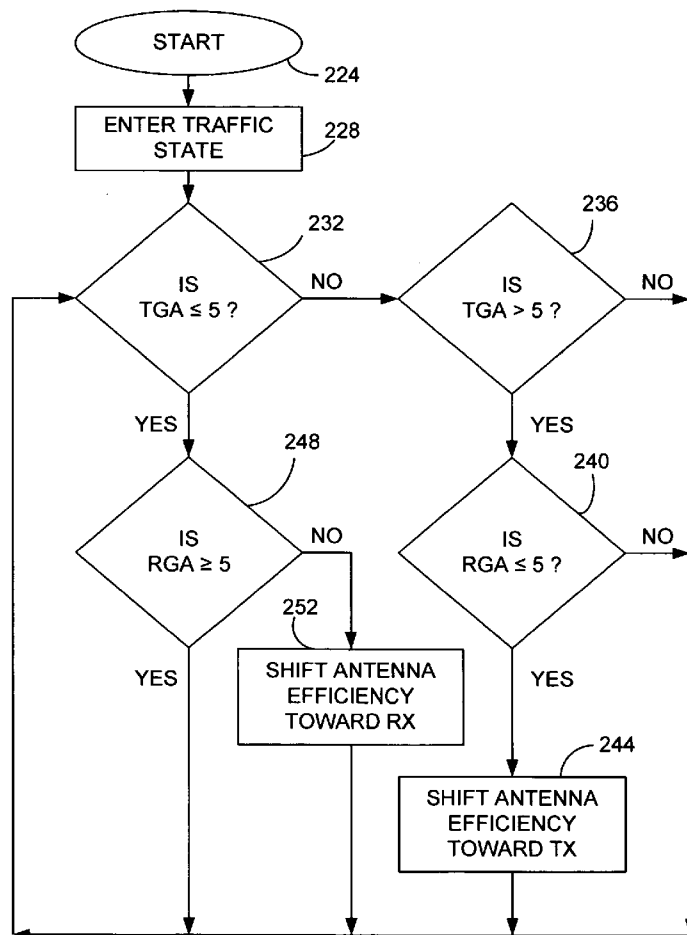 START
224
ENTER TRAFFIC
STATE
228
232
236
IS
TGA ≤ 5 ?
NO
IS
TGA > 5 ?
NO
YES
YES
248
240
IS
RGA ≥ 5
NO
IS
RGA ≤ 5 ?
NO
252
YES
SHIFT ANTENNA
EFFICIENCY
TOWARD RX
YES
244
SHIFT ANTENNA
EFFICIENCY
TOWARD TX